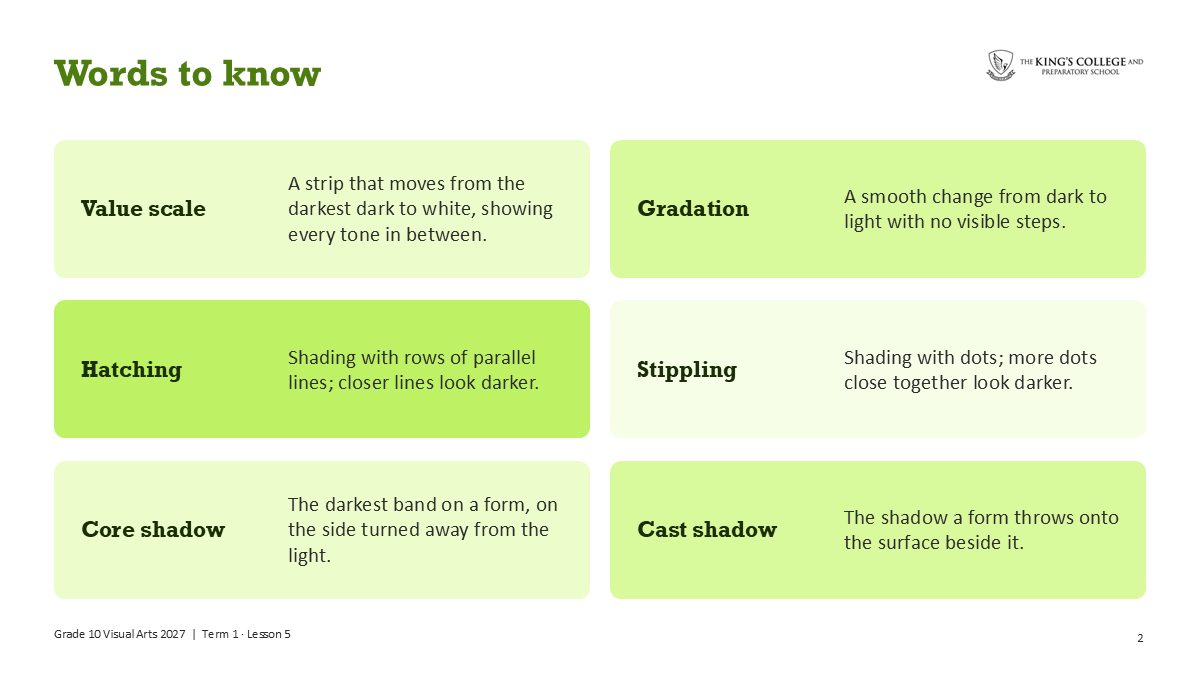 Words to know
THE KING'S COLLEGE AND
PREPARATORY SCHOOL
Value scale
A strip that moves from the
darkest dark to white, showing
every tone in between.
Gradation
A smooth change from dark to
light with no visible steps.
Hatching
Shading with rows of parallel
lines; closer lines look darker.
Stippling
Shading with dots; more dots
close together look darker.
Core shadow
The darkest band on a form, on
the side turned away from the
light.
Cast shadow
The shadow a form throws onto
the surface beside it.
Grade 10 Visual Arts 2027 | Term 1 · Lesson 5
2